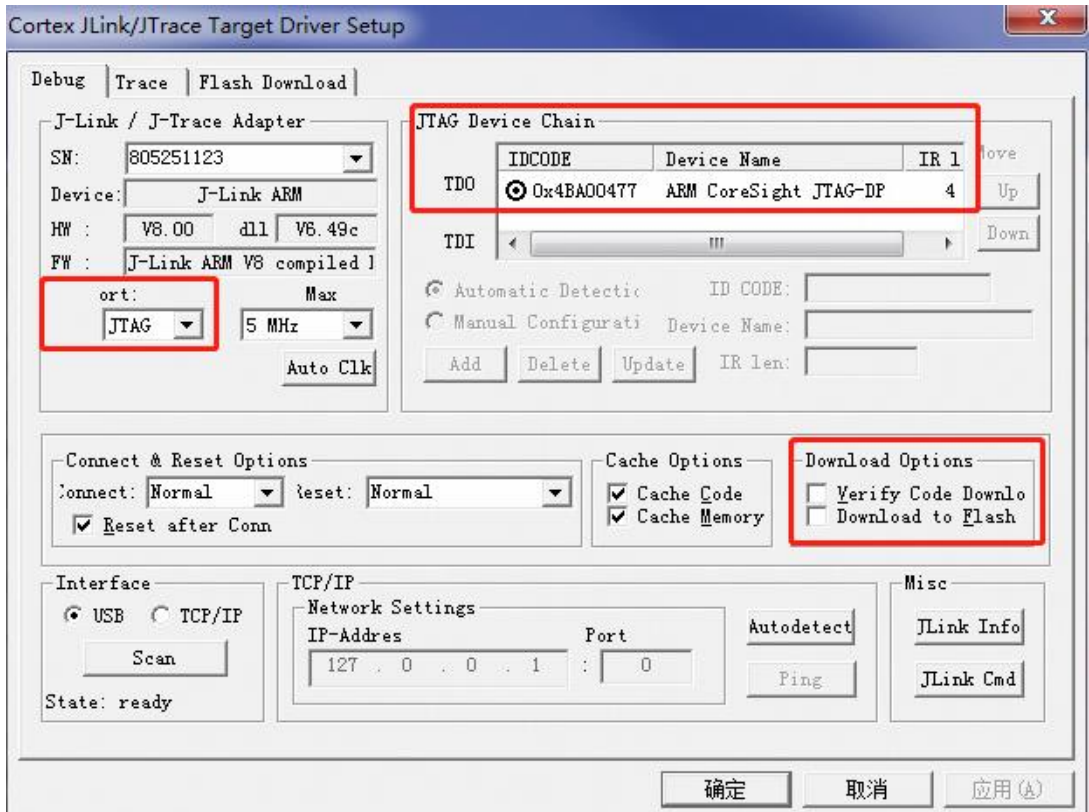 Cortex JLink/JTrace Target Driver Setup
Debug Trace Flash Download
J-Link / J-Trace Adapter
SN: 805251123
Device: J-Link ARM
HW : V8.00 dll V6.49c
FW : J-Link ARM V8 compiled
ort: Max
JTAG 5 MHz
Auto Clk
JTAG Device Chain
IDCODE Device Name IR l
TDO 0x4BA00477 ARM CoreSight JTAG-DP 4
TDI
Move
Up
Down
Automatic Detectic ID CODE:
Manual Configurati Device Name:
Add Delete Update IR len:
Connect & Reset Options
Connect: Normal Reset: Normal
Reset after Conn
Cache Options
Cache Code
Cache Memory
Download Options
Verify Code Downlo
Download to Flash
Interface
USB TCP/IP
Scan
State: ready
TCP/IP
Network Settings
IP-Addres Port
127 . 0 . 0 . 1 : 0
Autodetect
Ping
Misc
JLink Info
JLink Cmd
确定 取消 应用(A)